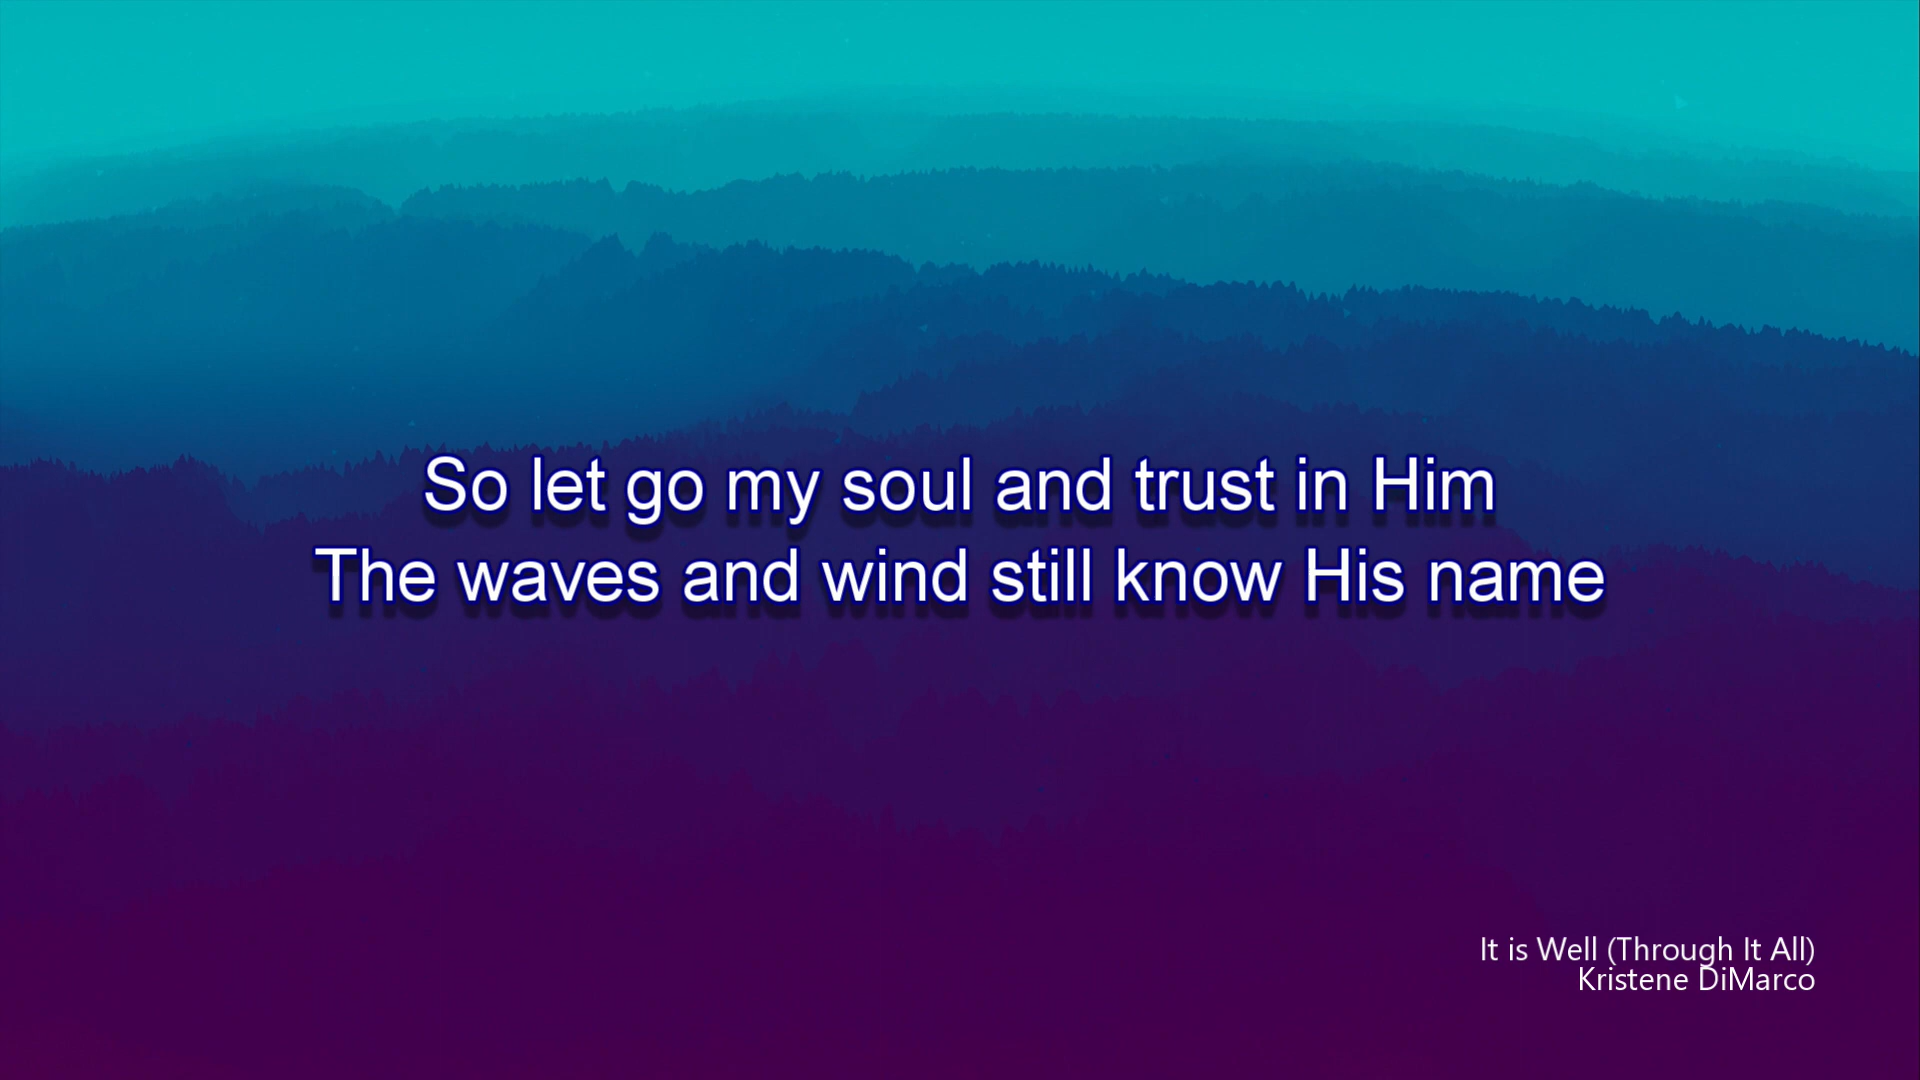 So let go my soul and trust in Him
The waves and wind still know His name
It is Well (Through It All)
Kristene DiMarco